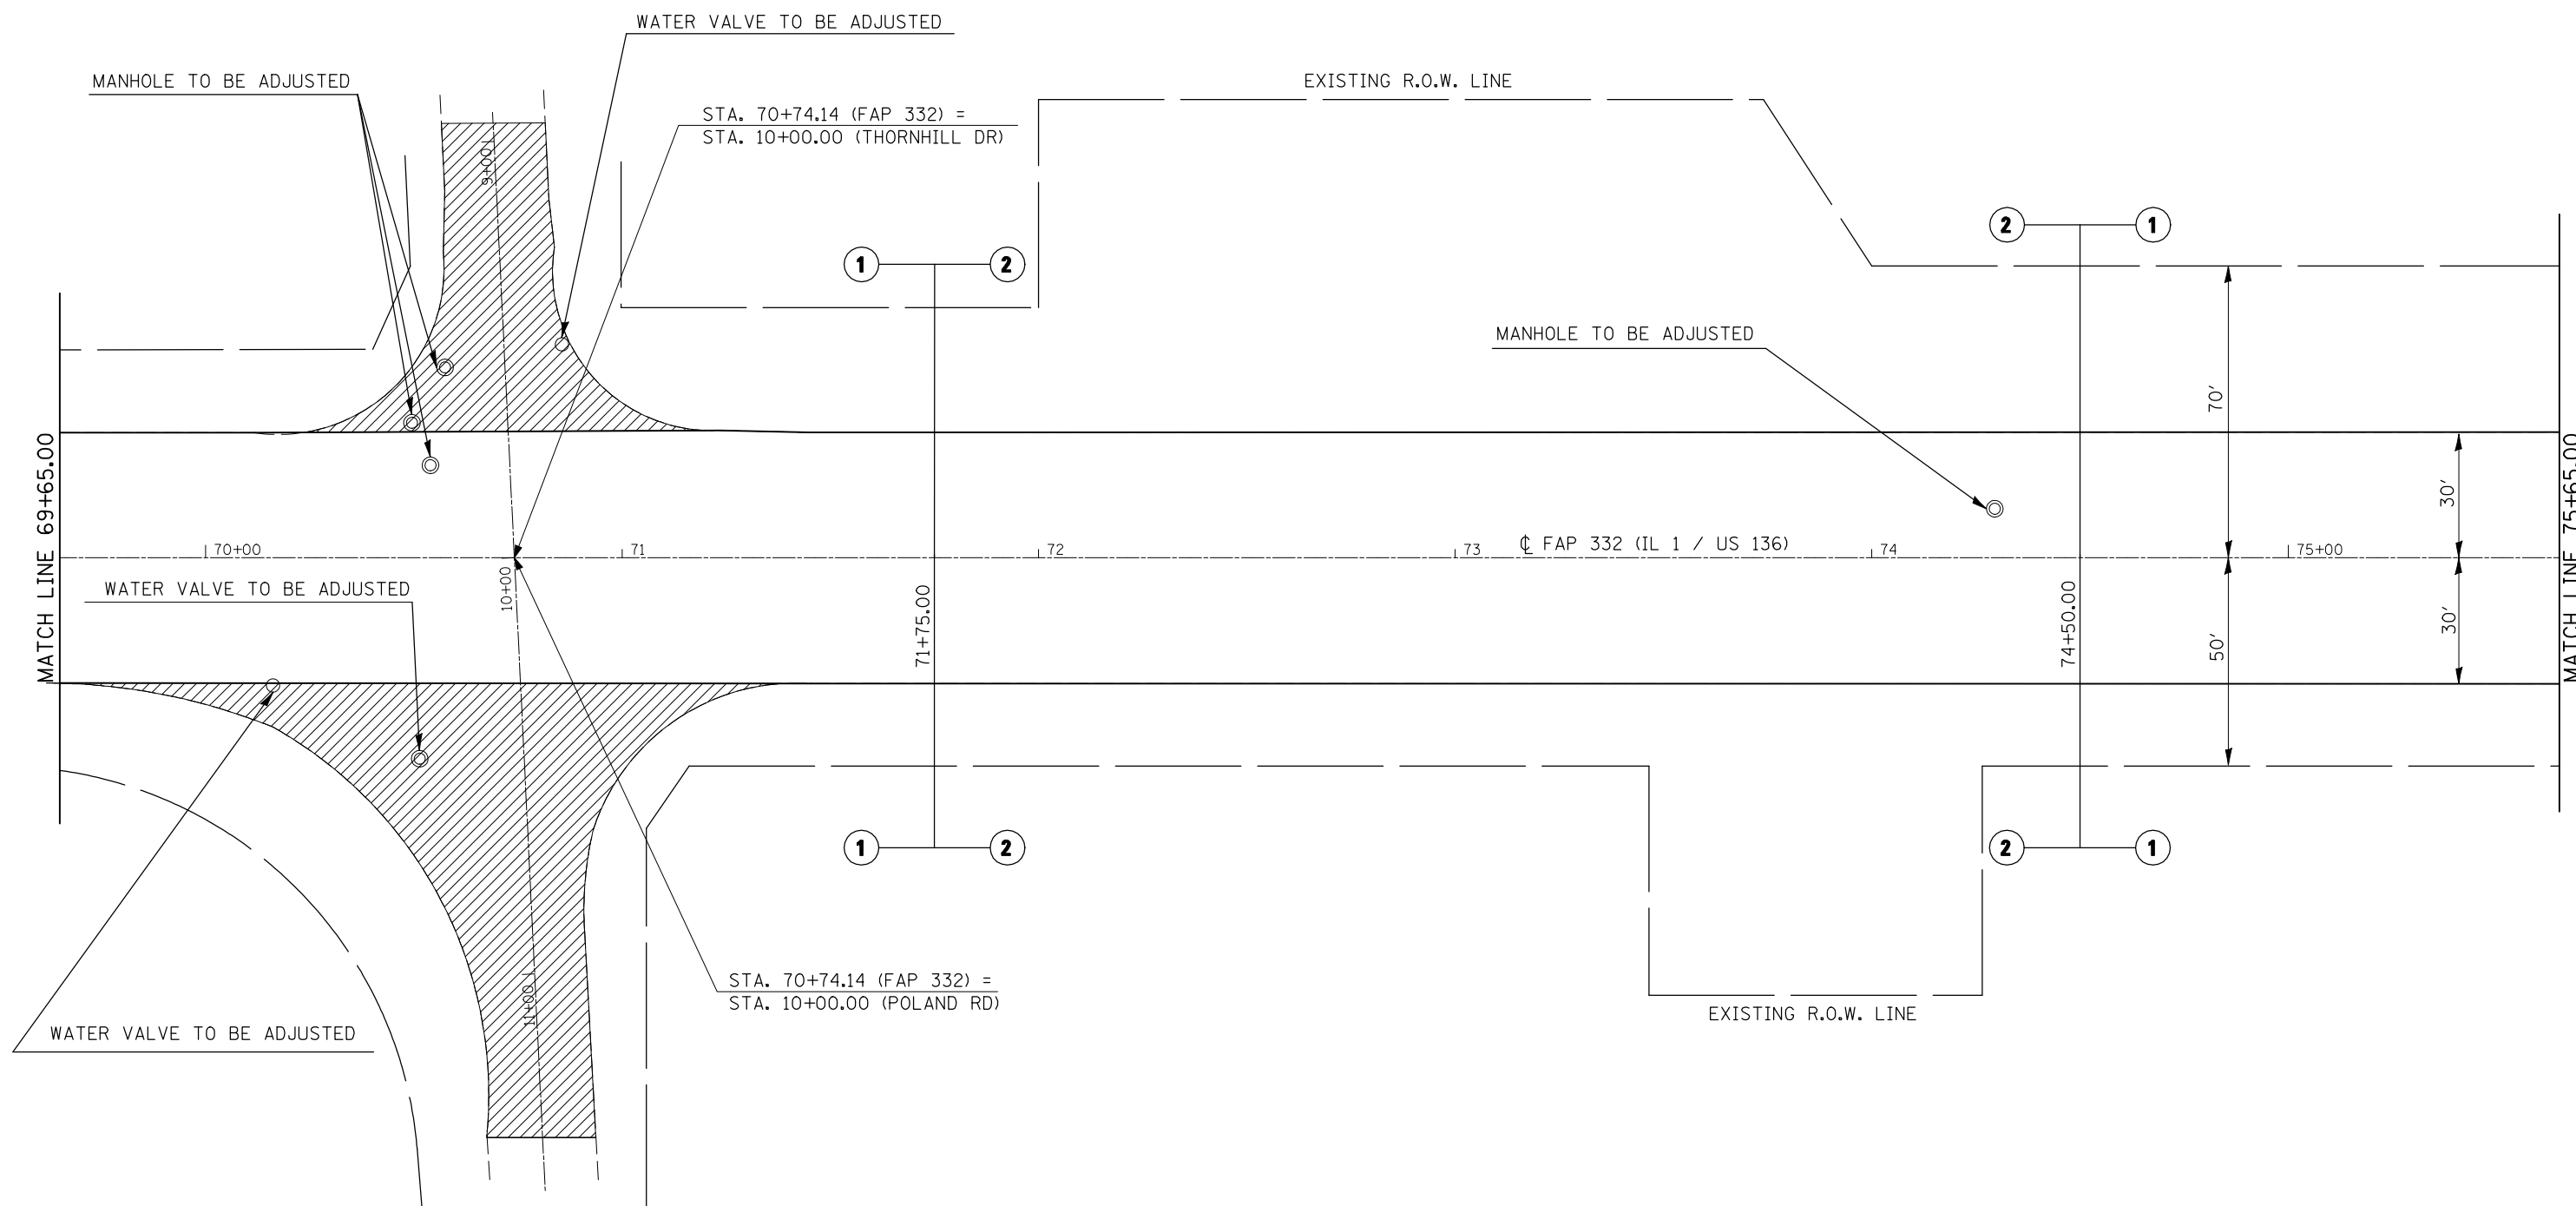 WATER VALVE TO BE ADJUSTED
MANHOLE TO BE ADJUSTED
EXISTING R.O.W. LINE
STA. 70+74.14 (FAP 332) =
STA. 10+00.00 (THORNHILL DR)
9+00
2
1
1
2
MANHOLE TO BE ADJUSTED
70'
MATCH LINE 69+65.00
MATCH LINE 75+65.00
30'
70+00
71
72
73
℄ FAP 332 (IL 1 / US 136)
74
75+00
10+00
WATER VALVE TO BE ADJUSTED
71+75.00
74+50.00
50'
30'
1
2
2
1
STA. 70+74.14 (FAP 332) =
STA. 10+00.00 (POLAND RD)
11+00
EXISTING R.O.W. LINE
WATER VALVE TO BE ADJUSTED